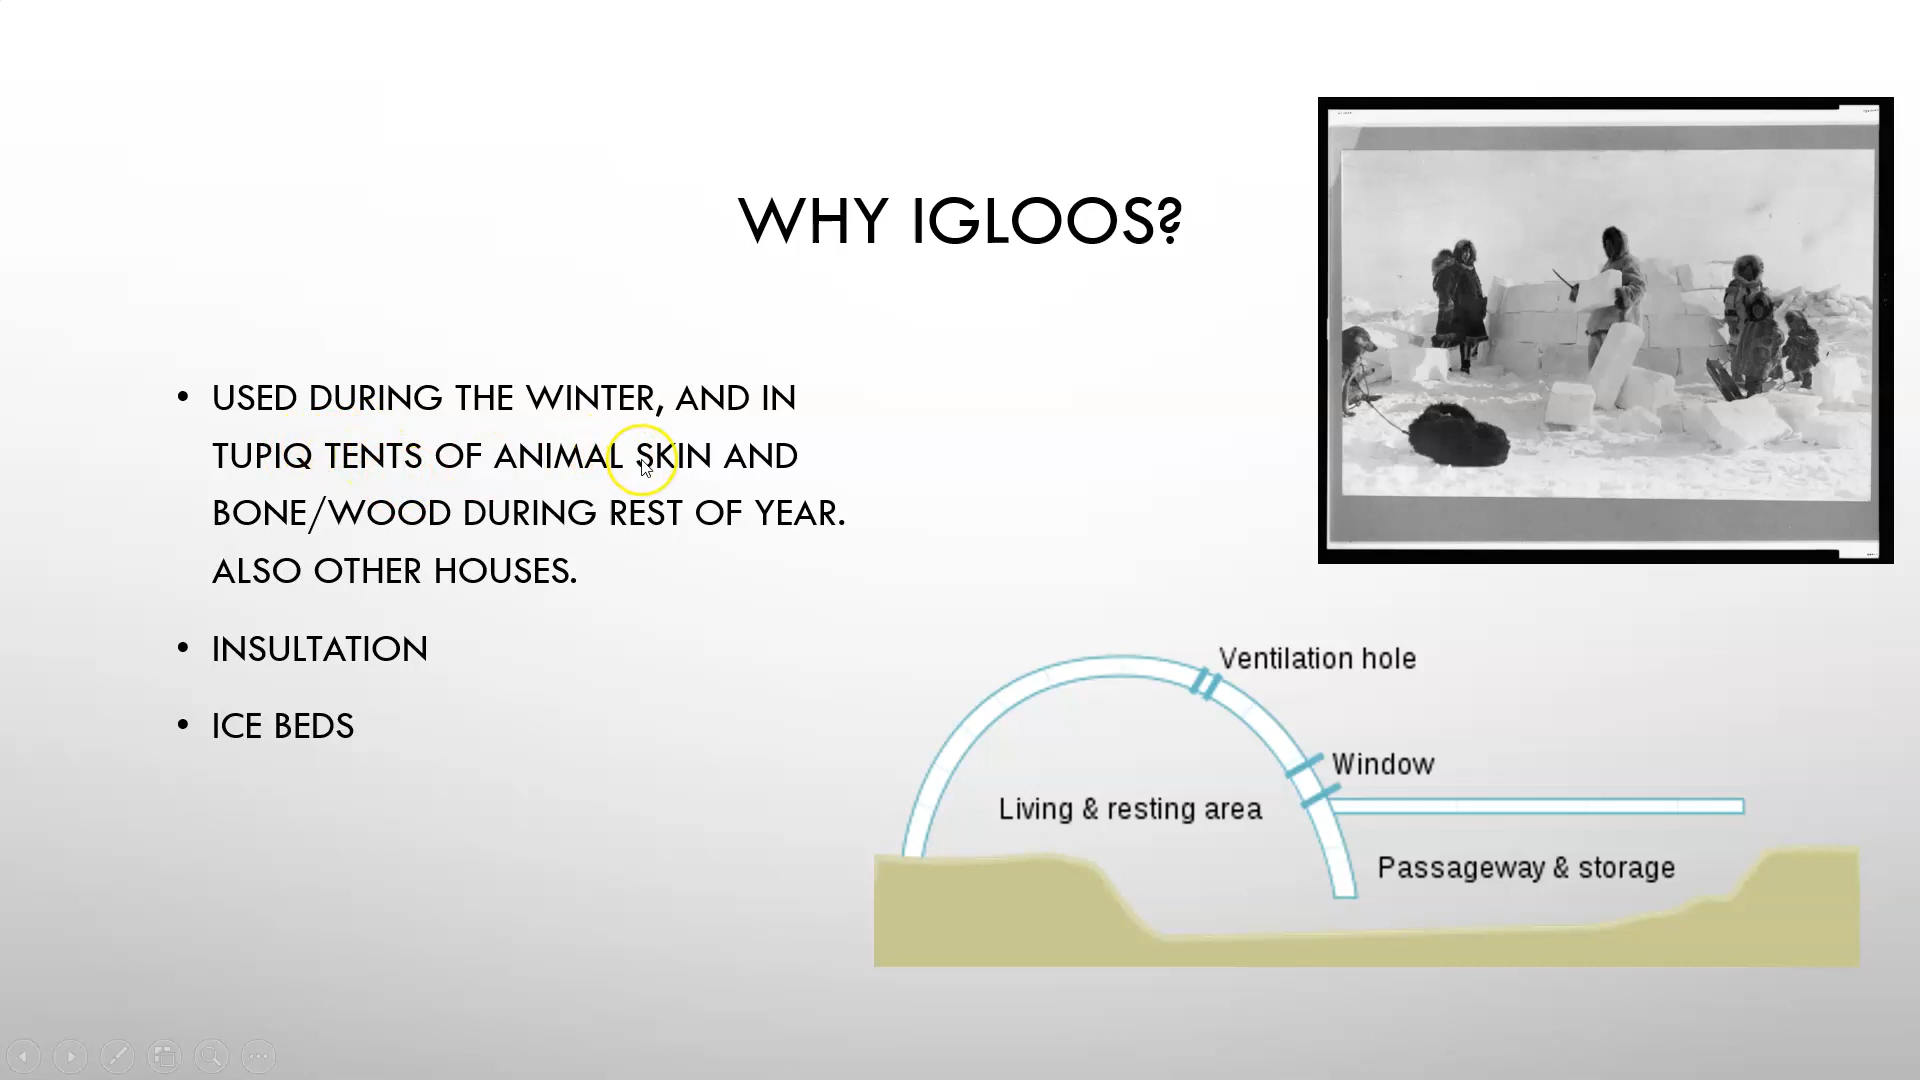 WHY IGLOOS?
• USED DURING THE WINTER, AND IN
TUPIQ TENTS OF ANIMAL SKIN AND
BONE/WOOD DURING REST OF YEAR.
ALSO OTHER HOUSES.
• INSULTATION
• ICE BEDS
Ventilation hole
Window
Living & resting area
Passageway & storage